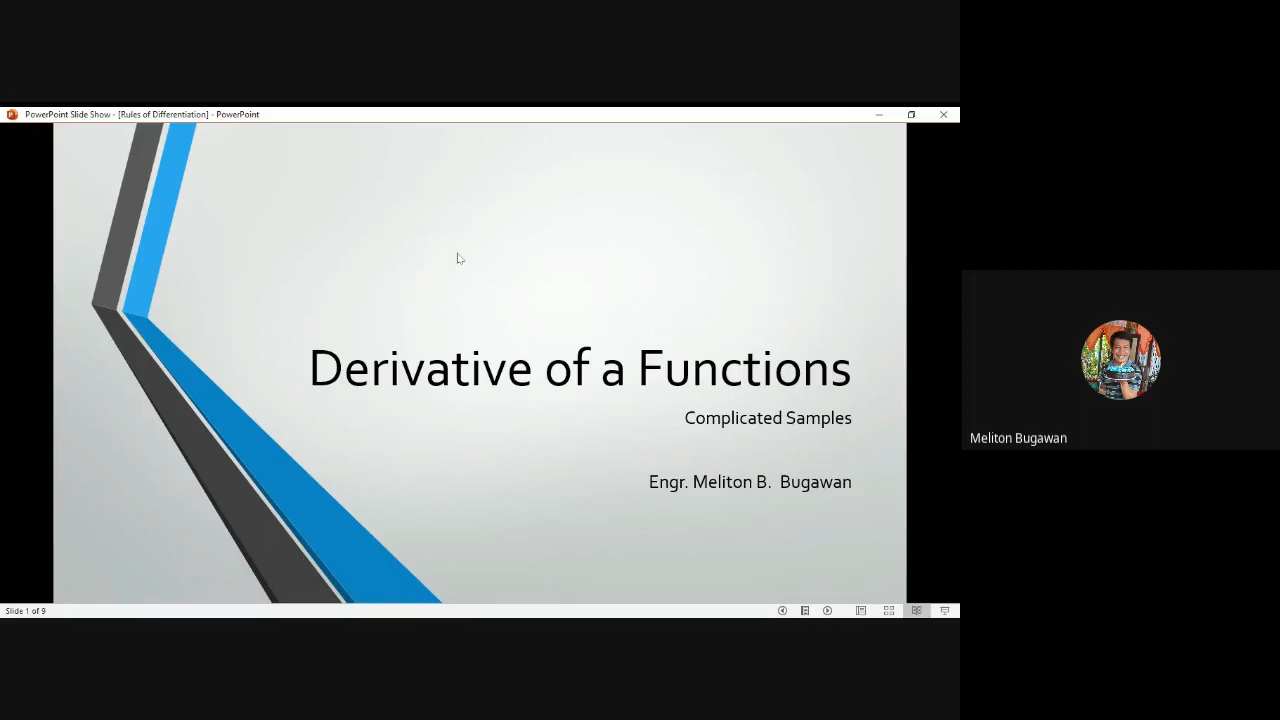 PowerPoint Slide Show - [Rules of Differentiation] - PowerPoint
Derivative of a Functions
Complicated Samples
Engr. Meliton B. Bugawan
Meliton Bugawan
Slide 1 of 9